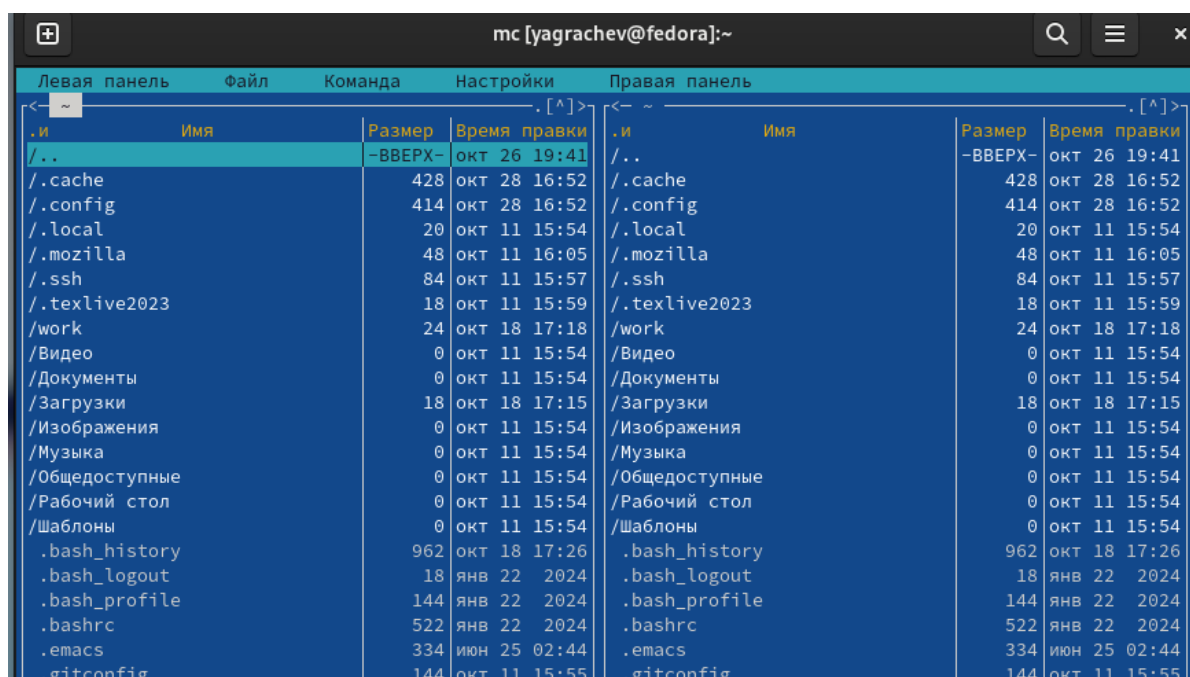 mc [yagrachev@fedora]:~
Левая панель Файл Команда Настройки Правая панель
<─ ~ ─.[^]>┐┌<─ ~ ─.[^]>
.и Имя Размер Время правки .и Имя Размер Время правки
/.. -ВВЕРХ- окт 26 19:41 /.. -ВВЕРХ- окт 26 19:41
/.cache 428 окт 28 16:52 /.cache 428 окт 28 16:52
/.config 414 окт 28 16:52 /.config 414 окт 28 16:52
/.local 20 окт 11 15:54 /.local 20 окт 11 15:54
/.mozilla 48 окт 11 16:05 /.mozilla 48 окт 11 16:05
/.ssh 84 окт 11 15:57 /.ssh 84 окт 11 15:57
/.texlive2023 18 окт 11 15:59 /.texlive2023 18 окт 11 15:59
/work 24 окт 18 17:18 /work 24 окт 18 17:18
/Видео 0 окт 11 15:54 /Видео 0 окт 11 15:54
/Документы 0 окт 11 15:54 /Документы 0 окт 11 15:54
/Загрузки 18 окт 18 17:15 /Загрузки 18 окт 18 17:15
/Изображения 0 окт 11 15:54 /Изображения 0 окт 11 15:54
/Музыка 0 окт 11 15:54 /Музыка 0 окт 11 15:54
/Общедоступные 0 окт 11 15:54 /Общедоступные 0 окт 11 15:54
/Рабочий стол 0 окт 11 15:54 /Рабочий стол 0 окт 11 15:54
/Шаблоны 0 окт 11 15:54 /Шаблоны 0 окт 11 15:54
.bash_history 962 окт 18 17:26 .bash_history 962 окт 18 17:26
.bash_logout 18 янв 22 2024 .bash_logout 18 янв 22 2024
.bash_profile 144 янв 22 2024 .bash_profile 144 янв 22 2024
.bashrc 522 янв 22 2024 .bashrc 522 янв 22 2024
.emacs 334 июн 25 02:44 .emacs 334 июн 25 02:44
.gitconfig 144 окт 11 15:55 .gitconfig 144 окт 11 15:55